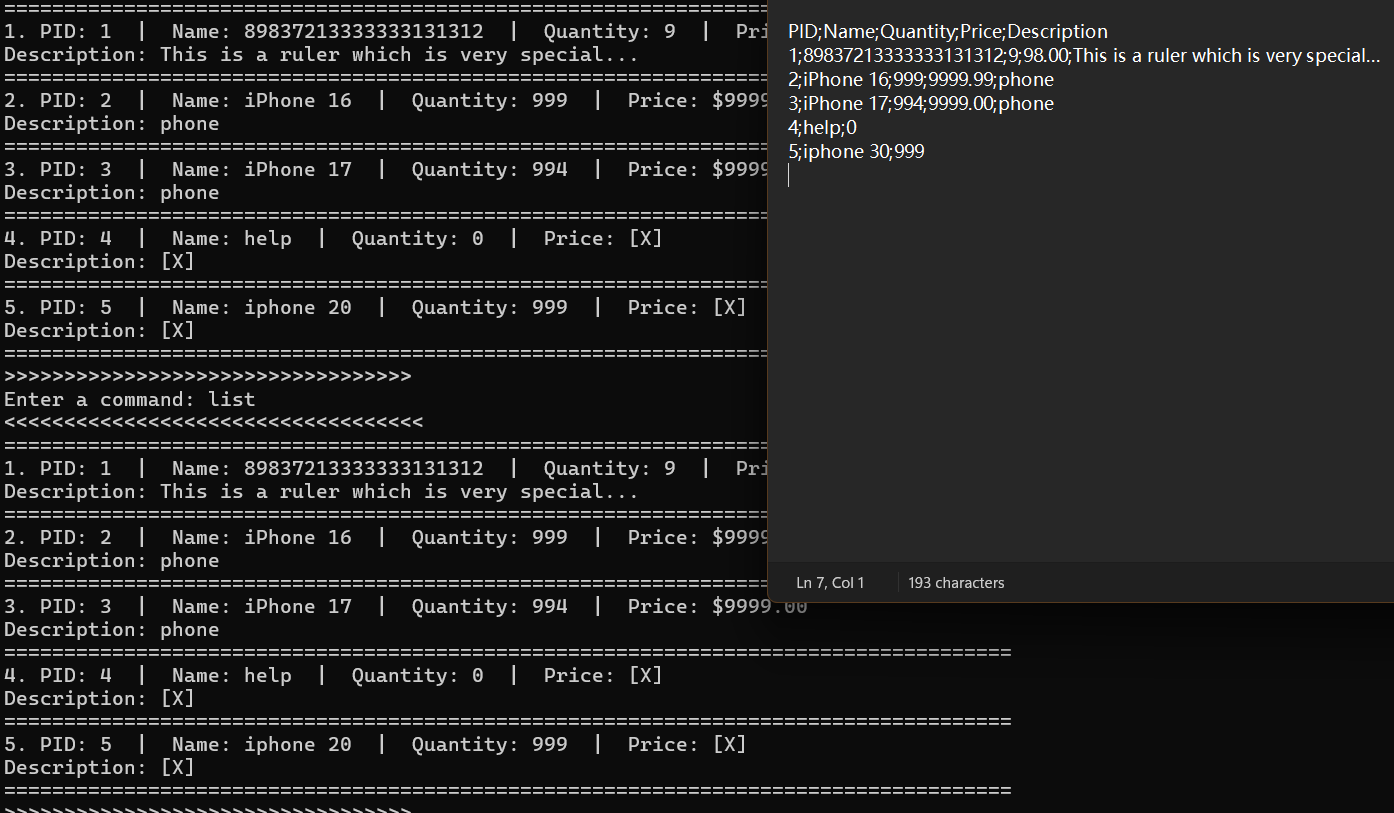 ================================================================
1. PID: 1  |  Name: 89837213333333131312  |  Quantity: 9  |  Pri
Description: This is a ruler which is very special...
================================================================
2. PID: 2  |  Name: iPhone 16  |  Quantity: 999  |  Price: $9999
Description: phone
================================================================
3. PID: 3  |  Name: iPhone 17  |  Quantity: 994  |  Price: $9999
Description: phone
================================================================
4. PID: 4  |  Name: help  |  Quantity: 0  |  Price: [X]
Description: [X]
================================================================
5. PID: 5  |  Name: iphone 20  |  Quantity: 999  |  Price: [X]
Description: [X]
================================================================
>>>>>>>>>>>>>>>>>>>>>>>>>>>>>>>>>>
Enter a command: list
<<<<<<<<<<<<<<<<<<<<<<<<<<<<<<<<<<<
================================================================
1. PID: 1  |  Name: 89837213333333131312  |  Quantity: 9  |  Pri
Description: This is a ruler which is very special...
================================================================
2. PID: 2  |  Name: iPhone 16  |  Quantity: 999  |  Price: $9999
Description: phone
================================================================
3. PID: 3  |  Name: iPhone 17  |  Quantity: 994  |  Price: $9999.00
Description: phone
====================================================================================
4. PID: 4  |  Name: help  |  Quantity: 0  |  Price: [X]
Description: [X]
====================================================================================
5. PID: 5  |  Name: iphone 20  |  Quantity: 999  |  Price: [X]
Description: [X]
====================================================================================
>>>>>>>>>>>>>>>>>>>>>>>>>>>>>>>>>>
PID;Name;Quantity;Price;Description
1;89837213333333131312;9;98.00;This is a ruler which is very special...
2;iPhone 16;999;9999.99;phone
3;iPhone 17;994;9999.00;phone
4;help;0
5;iphone 30;999
Ln 7, Col 1
193 characters